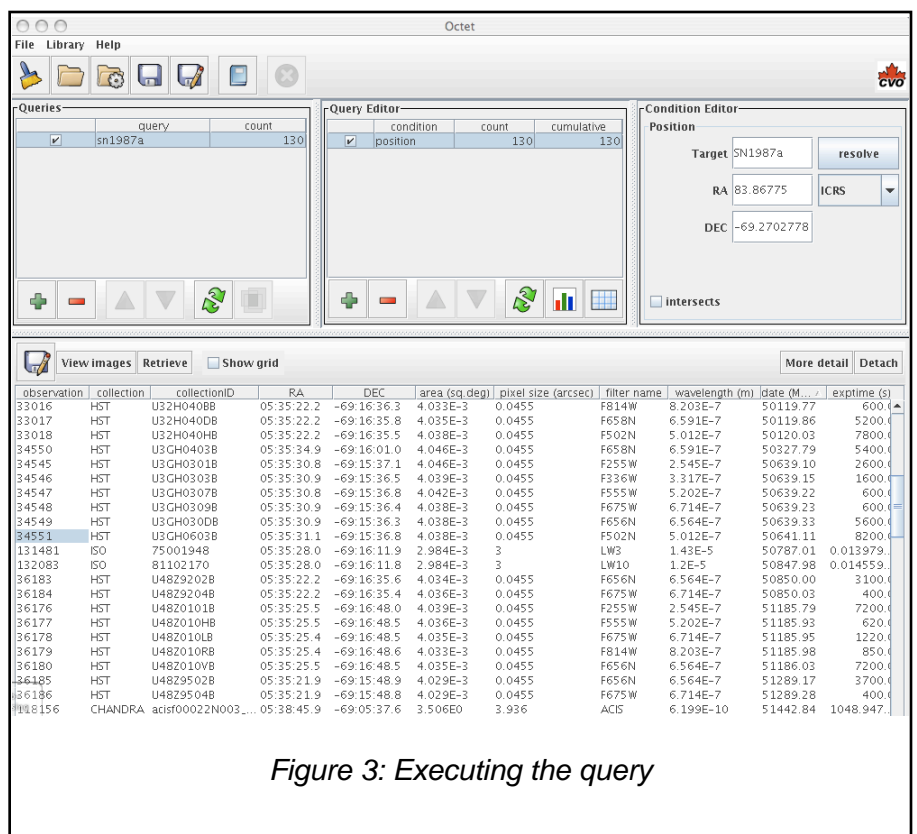 Octet
File Library Help
cvo
Queries
query count
sn1987a 130
Query Editor
condition count cumulative
position 130 130
Condition Editor
Position
Target SN1987a resolve
RA 83.86775 ICRS
DEC -69.2702778
intersects
View images Retrieve Show grid More detail Detach
observation collection collectionID RA DEC area (sq.deg) pixel size (arcsec) filter name wavelength (m) date (M... exptime (s)
33016 HST U32H040BB 05:35:22.2 -69:16:36.3 4.033E-3 0.0455 F814W 8.203E-7 50119.77 600.
33017 HST U32H040DB 05:35:22.2 -69:16:35.8 4.035E-3 0.0455 F658N 6.591E-7 50119.86 5200.
33018 HST U32H040HB 05:35:22.2 -69:16:35.5 4.038E-3 0.0455 F502N 5.012E-7 50120.03 7800.
34550 HST U3GH0403B 05:35:34.9 -69:16:01.0 4.046E-3 0.0455 F658N 6.591E-7 50327.79 5400.
34545 HST U3GH0301B 05:35:30.8 -69:15:37.1 4.046E-3 0.0455 F255W 2.545E-7 50639.10 2600.
34546 HST U3GH0303B 05:35:30.9 -69:15:36.5 4.039E-3 0.0455 F336W 3.317E-7 50639.15 1600.
34547 HST U3GH0307B 05:35:30.8 -69:15:36.8 4.042E-3 0.0455 F555W 5.202E-7 50639.22 600.
34548 HST U3GH0309B 05:35:30.9 -69:15:36.4 4.038E-3 0.0455 F675W 6.714E-7 50639.23 600.
34549 HST U3GH030DB 05:35:30.9 -69:15:36.3 4.038E-3 0.0455 F656N 6.564E-7 50639.33 5600.
34551 HST U3GH0603B 05:35:31.1 -69:15:36.8 4.038E-3 0.0455 F502N 5.012E-7 50641.11 8200.
131481 ISO 75001948 05:35:28.0 -69:16:11.9 2.984E-3 3 LW3 1.43E-5 50787.01 0.013979...
132083 ISO 81102170 05:35:28.0 -69:16:11.8 2.984E-3 3 LW10 1.2E-5 50847.98 0.014559...
36183 HST U48Z9202B 05:35:22.2 -69:16:35.6 4.034E-3 0.0455 F656N 6.564E-7 50850.00 3100.
36184 HST U48Z9204B 05:35:22.2 -69:16:35.4 4.036E-3 0.0455 F675W 6.714E-7 50850.03 400.
36176 HST U48Z0101B 05:35:25.5 -69:16:48.0 4.039E-3 0.0455 F255W 2.545E-7 51185.79 7200.
36177 HST U48Z010HB 05:35:25.5 -69:16:48.5 4.036E-3 0.0455 F555W 5.202E-7 51185.93 620.
36178 HST U48Z010LB 05:35:25.4 -69:16:48.5 4.035E-3 0.0455 F675W 6.714E-7 51185.95 1220.
36179 HST U48Z010RB 05:35:25.4 -69:16:48.6 4.033E-3 0.0455 F814W 8.203E-7 51185.98 850.
36180 HST U48Z010VB 05:35:25.5 -69:16:48.5 4.035E-3 0.0455 F656N 6.564E-7 51186.03 7200.
36185 HST U48Z9502B 05:35:21.9 -69:15:48.9 4.029E-3 0.0455 F656N 6.564E-7 51289.17 3700.
36186 HST U48Z9504B 05:35:21.9 -69:15:48.8 4.029E-3 0.0455 F675W 6.714E-7 51289.28 400.
118156 CHANDRA acisf00022N003_... 05:38:45.9 -69:05:37.6 3.506E0 3.936 ACIS 6.199E-10 51442.84 1048.947...
Figure 3: Executing the query